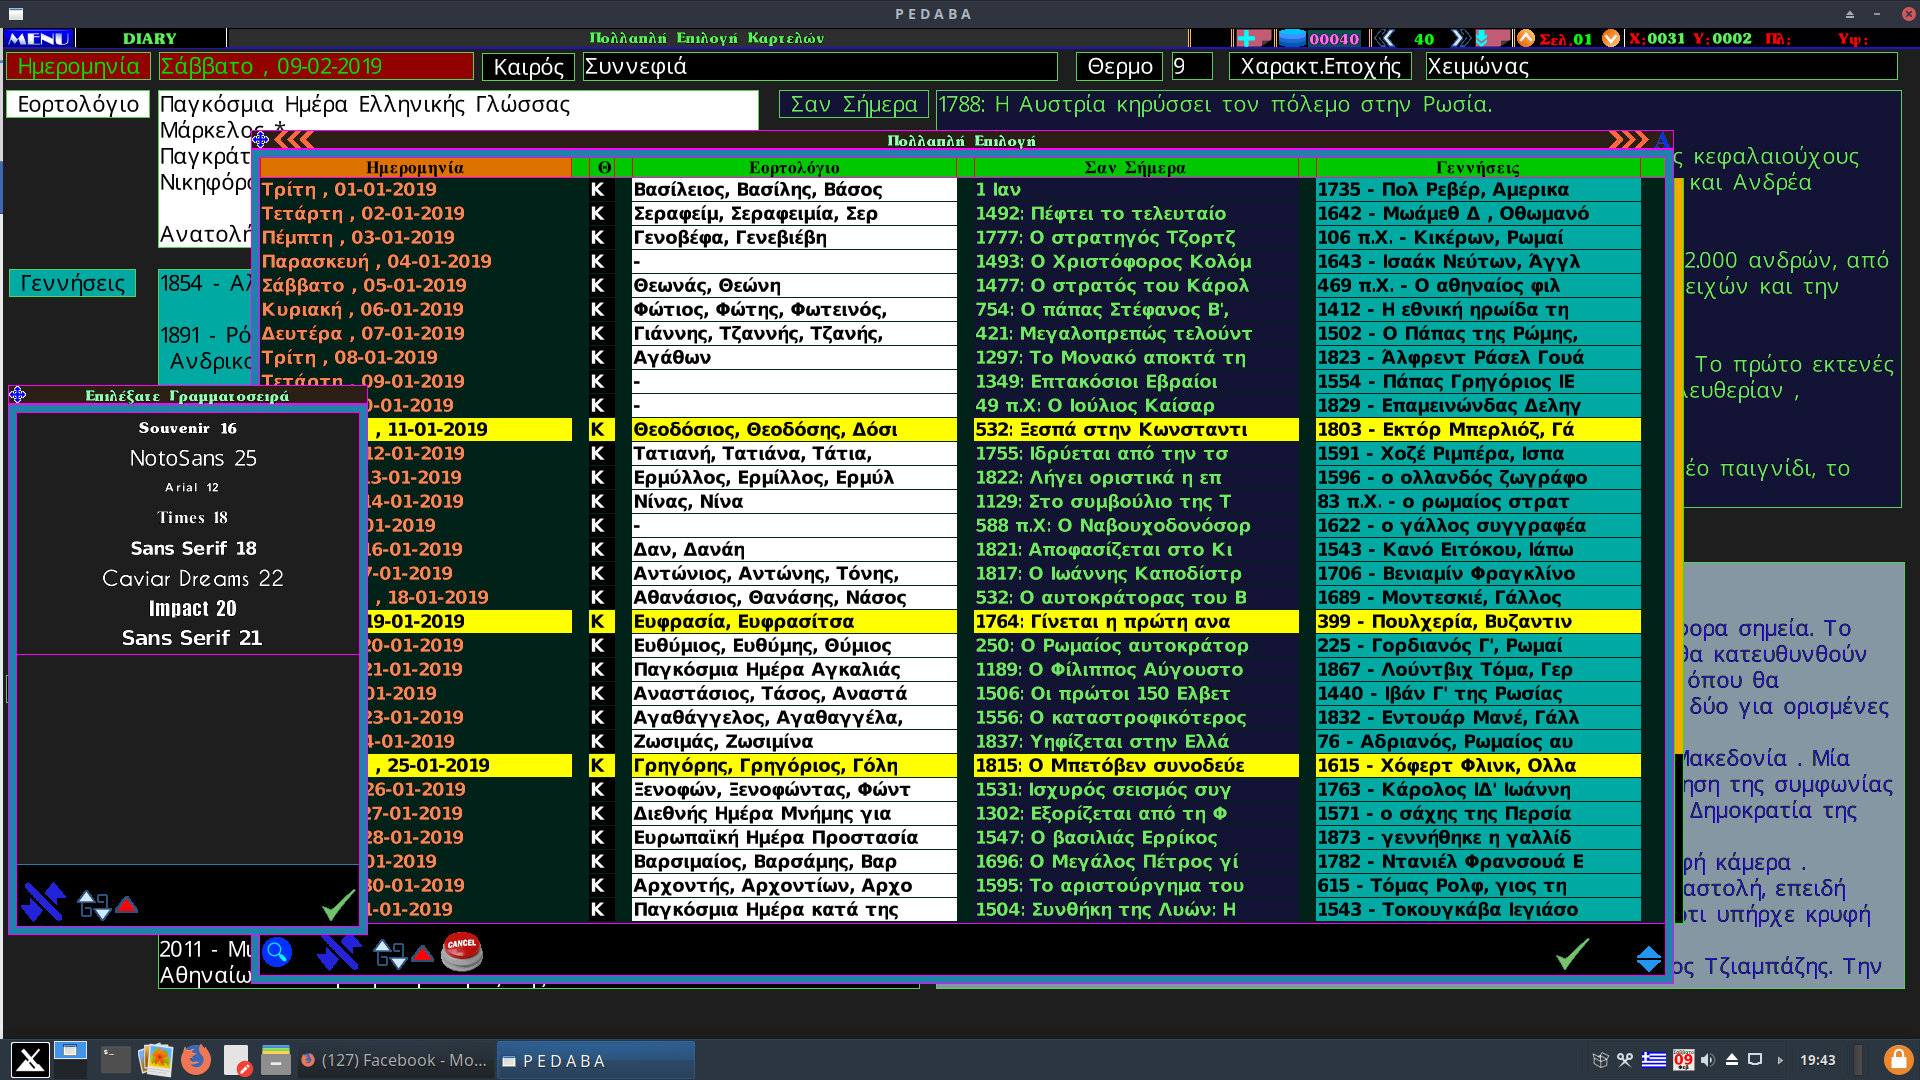 PEDABA
MENU DIARY Πολλαπλή Επιλογή Καρτελών 00040 40 Σελ.01 X:0031 Y:0002 Πλ: Υψ:
Ημερομηνία Σάββατο , 09-02-2019 Καιρός Συννεφιά Θερμο 9 Χαρακτ.Εποχής Χειμώνας
Εορτολόγιο Παγκόσμια Ημέρα Ελληνικής Γλώσσας Σαν Σήμερα 1788: Η Αυστρία κηρύσσει τον πόλεμο στην Ρωσία.
Μάρκελος *
Παγκράτ
Νικηφόρο
Ανατολή
Γεννήσεις 1854 - Αλ
1891 - Ρό
Ανδρικο
ς κεφαλαιούχους
και Ανδρέα
2.000 ανδρών, από
ειχών και την
Το πρώτο εκτενές
λευθερίαν ,
έο παιγνίδι, το
Πολλαπλή Επιλογή A
Ημερομηνία Θ Εορτολόγιο Σαν Σήμερα Γεννήσεις
Τρίτη , 01-01-2019 K Βασίλειος, Βασίλης, Βάσος 1 Ιαν 1735 - Πολ Ρεβέρ, Αμερικα
Τετάρτη , 02-01-2019 K Σεραφείμ, Σεραφειμία, Σερ 1492: Πέφτει το τελευταίο 1642 - Μωάμεθ Δ , Οθωμανό
Πέμπτη , 03-01-2019 K Γενοβέφα, Γενεβιέβη 1777: Ο στρατηγός Τζορτζ 106 π.Χ. - Κικέρων, Ρωμαί
Παρασκευή , 04-01-2019 K - 1493: Ο Χριστόφορος Κολόμ 1643 - Ισαάκ Νεύτων, Άγγλ
Σάββατο , 05-01-2019 K Θεωνάς, Θεώνη 1477: Ο στρατός του Κάρολ 469 π.Χ. - Ο αθηναίος φιλ
Κυριακή , 06-01-2019 K Φώτιος, Φώτης, Φωτεινός, 754: Ο πάπας Στέφανος Β', 1412 - Η εθνική ηρωίδα τη
Δευτέρα , 07-01-2019 K Γιάννης, Τζαννής, Τζανής, 421: Μεγαλοπρεπώς τελούντ 1502 - Ο Πάπας της Ρώμης,
Τρίτη , 08-01-2019 K Αγάθων 1297: Το Μονακό αποκτά τη 1823 - Άλφρεντ Ράσελ Γουά
Τετάρτη , 09-01-2019 K - 1349: Επτακόσιοι Εβραίοι 1554 - Πάπας Γρηγόριος ΙΕ
0-01-2019 K - 49 π.Χ: Ο Ιούλιος Καίσαρ 1829 - Επαμεινώνδας Δεληγ
, 11-01-2019 K Θεοδόσιος, Θεοδόσης, Δόσι 532: Ξεσπά στην Κωνσταντι 1803 - Εκτόρ Μπερλιόζ, Γά
12-01-2019 K Τατιανή, Τατιάνα, Τάτια, 1755: Ιδρύεται από την τσ 1591 - Χοζέ Ριμπέρα, Ισπα
13-01-2019 K Ερμύλλος, Ερμίλλος, Ερμύλ 1822: Λήγει οριστικά η επ 1596 - ο ολλανδός ζωγράφο
14-01-2019 K Νίνας, Νίνα 1129: Στο συμβούλιο της Τ 83 π.Χ. - ο ρωμαίος στρατ
01-2019 K - 588 π.Χ: Ο Ναβουχοδονόσορ 1622 - ο γάλλος συγγραφέα
16-01-2019 K Δαν, Δανάη 1821: Αποφασίζεται στο Κι 1543 - Κανό Ειτόκου, Ιάπω
7-01-2019 K Αντώνιος, Αντώνης, Τόνης, 1817: Ο Ιωάννης Καποδίστρ 1706 - Βενιαμίν Φραγκλίνο
, 18-01-2019 K Αθανάσιος, Θανάσης, Νάσος 532: Ο αυτοκράτορας του Β 1689 - Μοντεσκιέ, Γάλλος
19-01-2019 K Ευφρασία, Ευφρασίτσα 1764: Γίνεται η πρώτη ανα 399 - Πουλχερία, Βυζαντιν
20-01-2019 K Ευθύμιος, Ευθύμης, Θύμιος 250: Ο Ρωμαίος αυτοκράτορ 225 - Γορδιανός Γ', Ρωμαί
21-01-2019 K Παγκόσμια Ημέρα Αγκαλιάς 1189: Ο Φίλιππος Αύγουστο 1867 - Λούντβιχ Τόμα, Γερ
01-2019 K Αναστάσιος, Τάσος, Αναστά 1506: Οι πρώτοι 150 Ελβετ 1440 - Ιβάν Γ' της Ρωσίας
23-01-2019 K Αγαθάγγελος, Αγαθαγγέλα, 1556: Ο καταστροφικότερος 1832 - Εντουάρ Μανέ, Γάλλ
4-01-2019 K Ζωσιμάς, Ζωσιμίνα 1837: Υηφίζεται στην Ελλά 76 - Αδριανός, Ρωμαίος αυ
, 25-01-2019 K Γρηγόρης, Γρηγόριος, Γόλη 1815: Ο Μπετόβεν συνοδεύε 1615 - Χόφερτ Φλινκ, Ολλα
26-01-2019 K Ξενοφών, Ξενοφώντας, Φώντ 1531: Ισχυρός σεισμός συγ 1763 - Κάρολος ΙΔ' Ιωάννη
27-01-2019 K Διεθνής Ημέρα Μνήμης για 1302: Εξορίζεται από τη Φ 1571 - ο σάχης της Περσία
28-01-2019 K Ευρωπαϊκή Ημέρα Προστασία 1547: Ο βασιλιάς Ερρίκος 1873 - γεννήθηκε η γαλλίδ
01-2019 K Βαρσιμαίος, Βαρσάμης, Βαρ 1696: Ο Μεγάλος Πέτρος γί 1782 - Ντανιέλ Φρανσουά Ε
30-01-2019 K Αρχοντής, Αρχοντίων, Αρχο 1595: Το αριστούργημα του 615 - Τόμας Ρολφ, γιος τη
1-01-2019 K Παγκόσμια Ημέρα κατά της 1504: Συνθήκη της Λυών: Η 1543 - Τοκουγκάβα Ιεγιάσο
CANCEL
Επιλέξατε Γραμματοσειρά
Souvenir 16
NotoSans 25
Arial 12
Times 18
Sans Serif 18
Caviar Dreams 22
Impact 20
Sans Serif 21
φορα σημεία. Το
θα κατευθυνθούν
όπου θα
δύο για ορισμένες
Μακεδονία . Μία
ηση της συμφωνίας
Δημοκρατία της
φή κάμερα .
αστολή, επειδή
ότι υπήρχε κρυφή
ος Τζιαμπάζης. Την
2011 - Μι
Αθηναίω
(127) Facebook - Mo... PEDABA 09 19:43